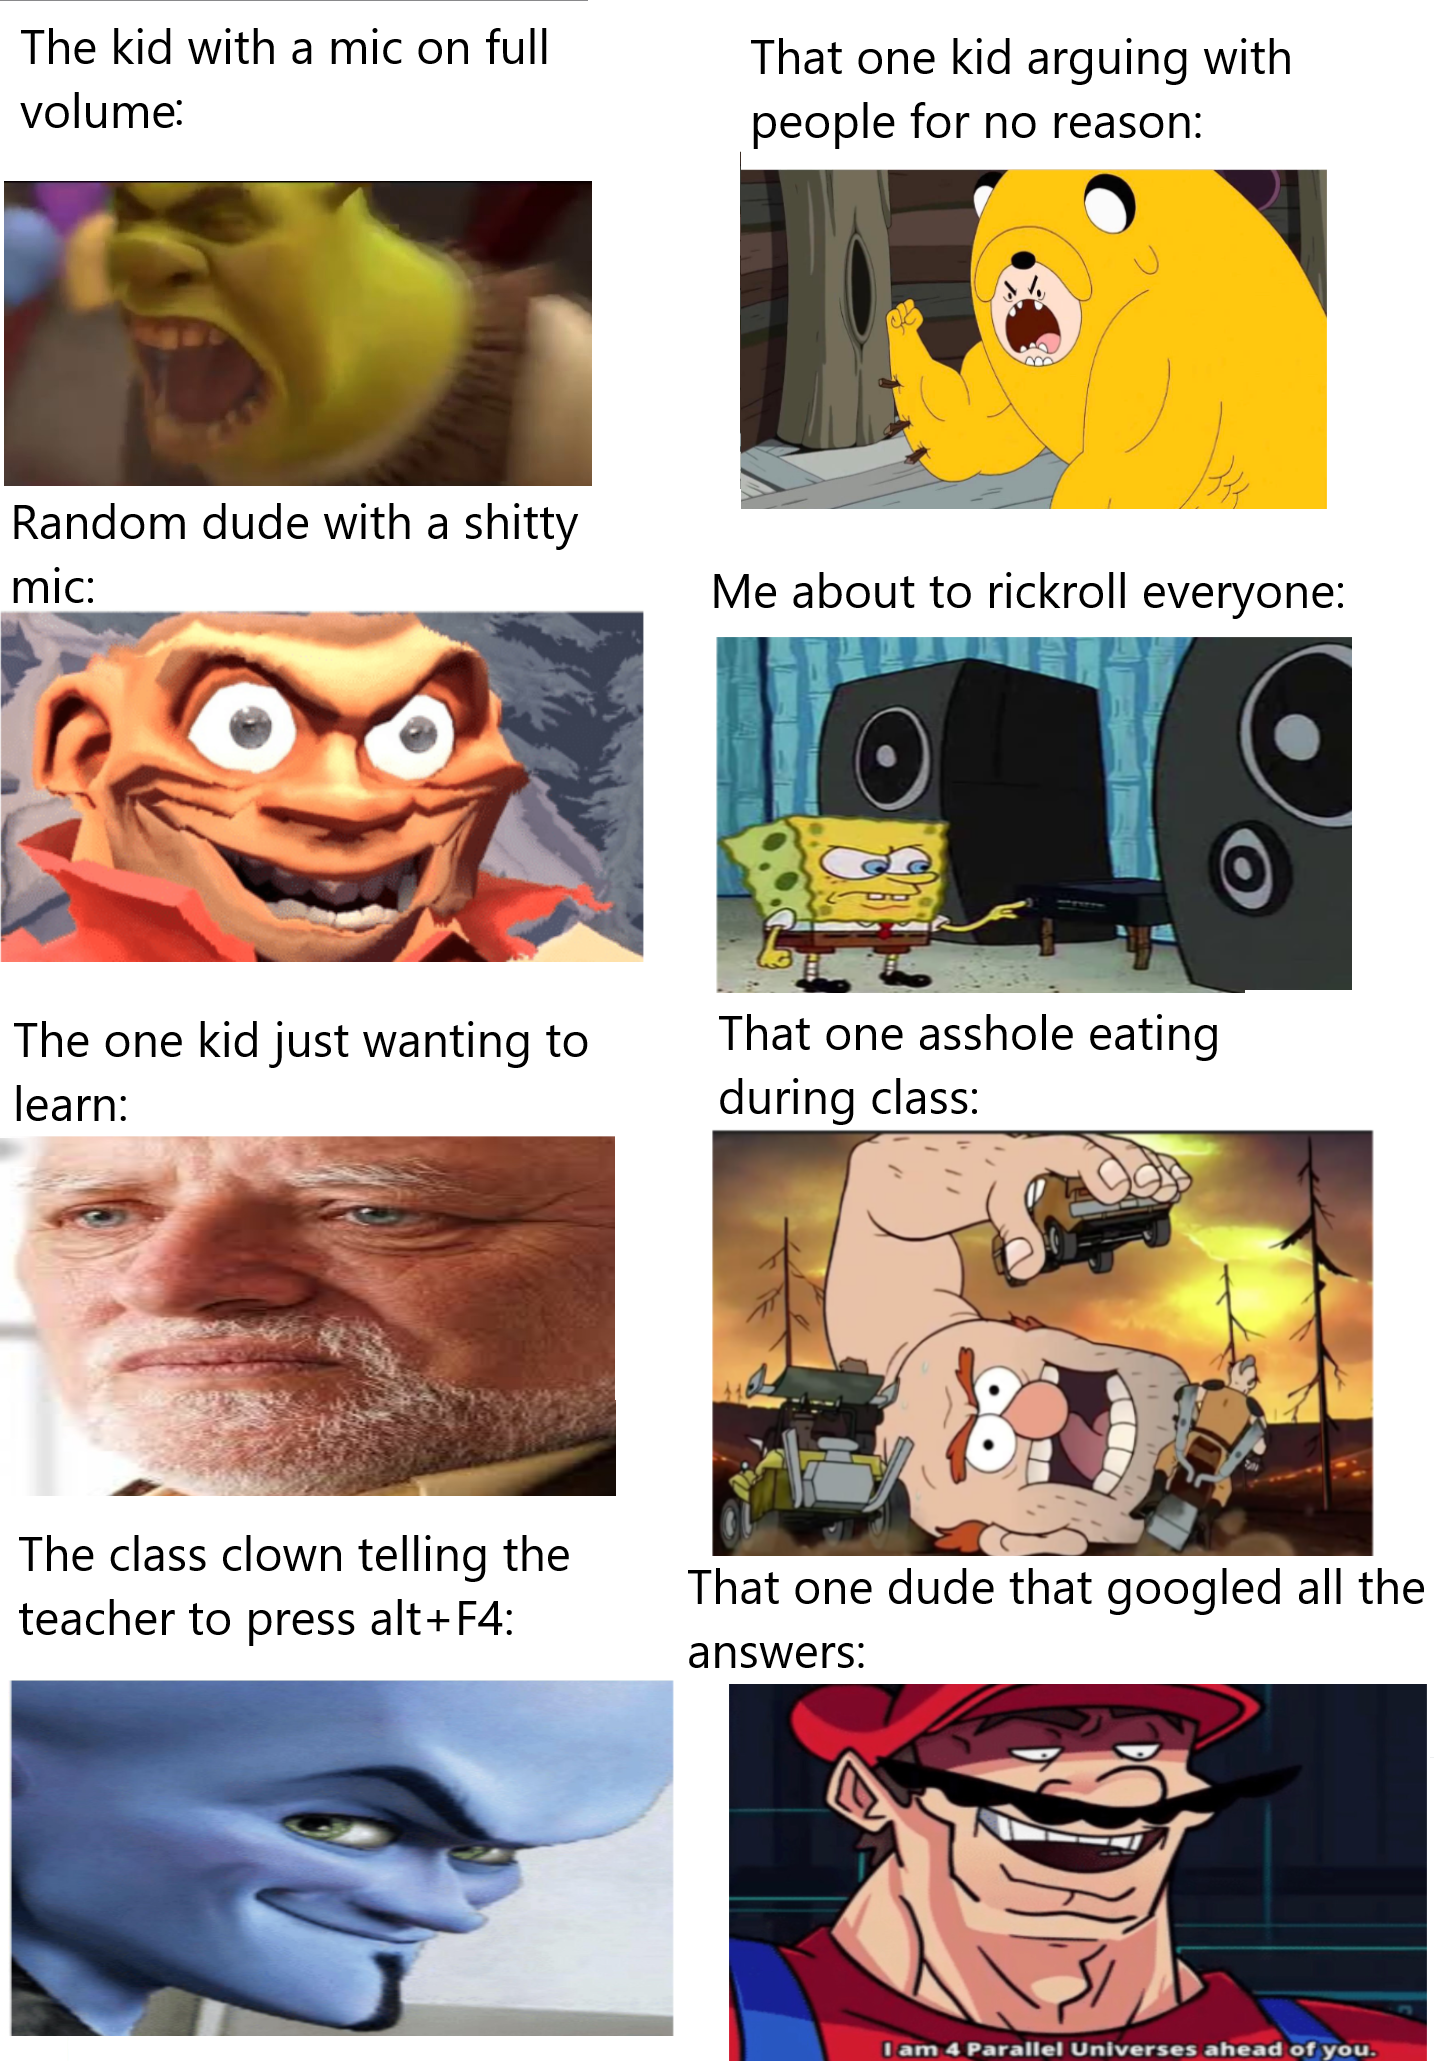 The kid with a mic on full
volume:
That one kid arguing with
people for no reason:
Random dude with a shitty
mic:
Me about to rickroll everyone:
The one kid just wanting to
learn:
That one asshole eating
during class:
The class clown telling the
teacher to press alt+F4:
That one dude that googled all the
answers:
I am 4 Parallel Universes ahead of you.